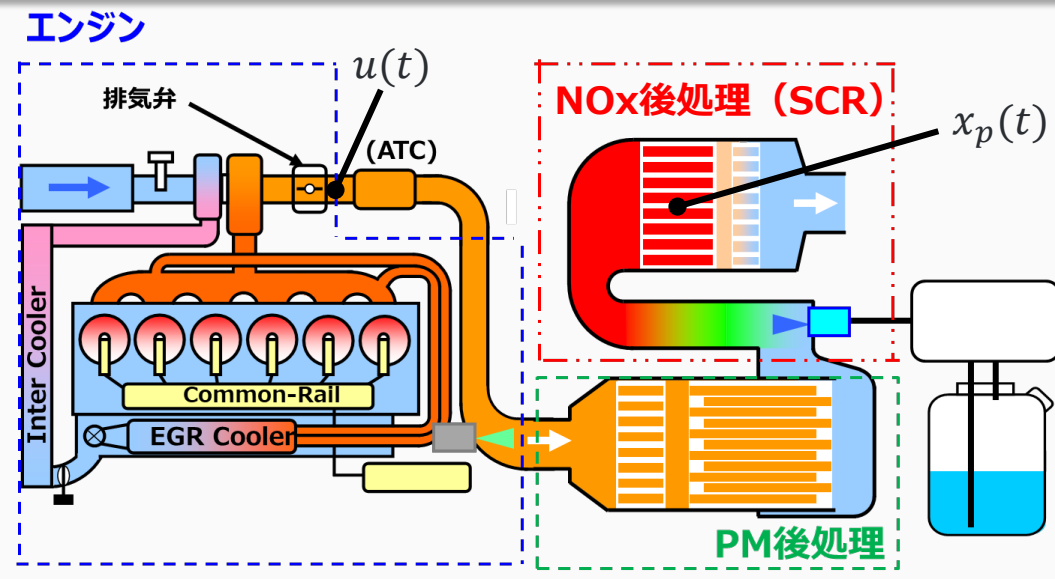 エンジン
u(t)
排気弁
(ATC)
NOx後処理（SCR）
x_p(t)
Inter Cooler
Common-Rail
EGR Cooler
PM後処理